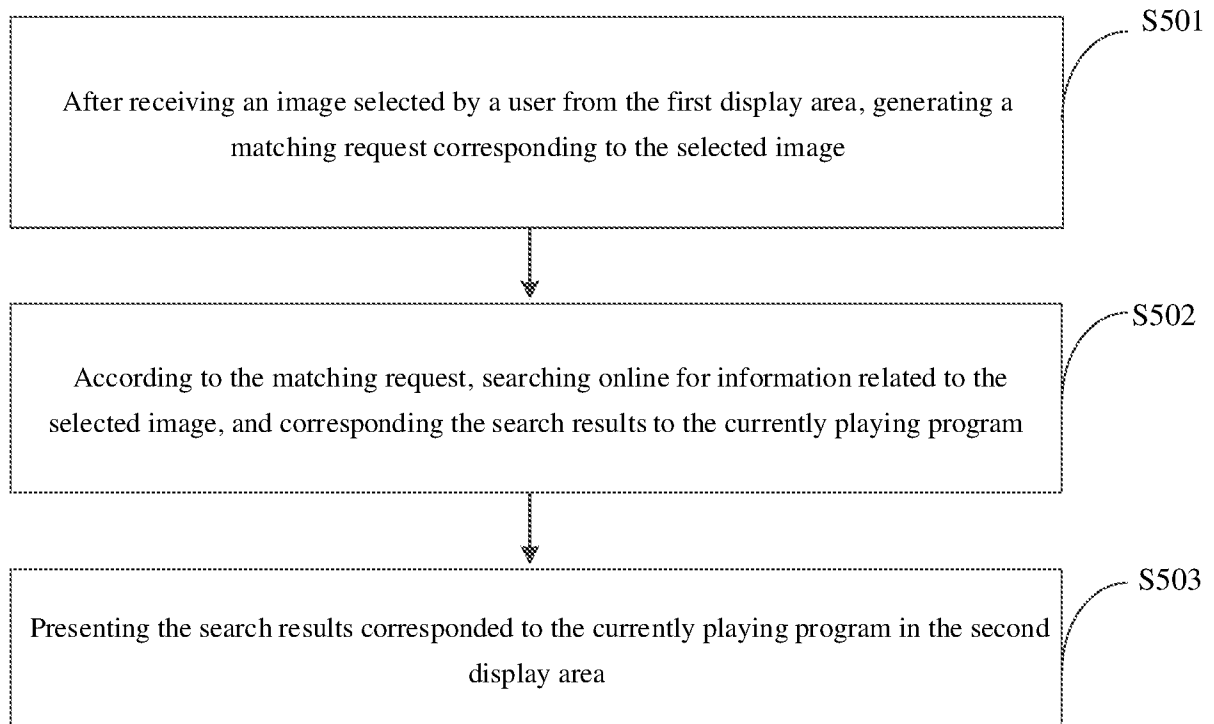 S501
After receiving an image selected by a user from the first display area, generating a
matching request corresponding to the selected image
S502
According to the matching request, searching online for information related to the
selected image, and corresponding the search results to the currently playing program
S503
Presenting the search results corresponded to the currently playing program in the second
display area